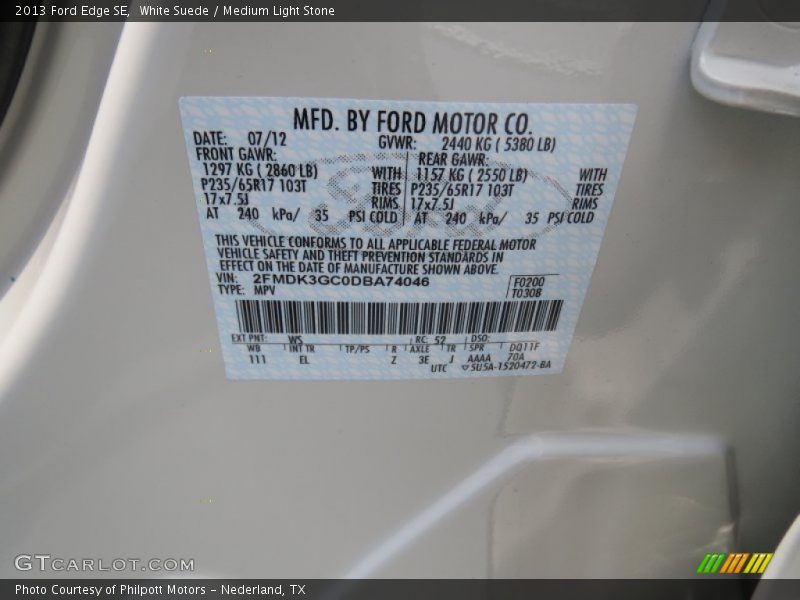 2013 Ford Edge SE, White Suede / Medium Light Stone
MFD. BY FORD MOTOR CO.
DATE: 07/12 GVWR: 2440 KG ( 5380 LB)
FRONT GAWR: REAR GAWR:
1297 KG ( 2860 LB) WITH 1157 KG ( 2550 LB) WITH
P235/65R17 103T TIRES P235/65R17 103T TIRES
17x7.5J RIMS 17x7.5J RIMS
AT 240 kPa/ 35 PSI COLD AT 240 kPa/ 35 PSI COLD
THIS VEHICLE CONFORMS TO ALL APPLICABLE FEDERAL MOTOR
VEHICLE SAFETY AND THEFT PREVENTION STANDARDS IN
EFFECT ON THE DATE OF MANUFACTURE SHOWN ABOVE.
VIN: 2FMDK3GC0DBA74046 F0200
TYPE: MPV T0308
EXT PNT: WS RC: 52 DSO:
WB INT TR TP/PS R AXLE TR SPR DQ11F
111 EL Z 3E J AAAA 70A
UTC ▽5U5A-1520472-BA
GTCARLOT.COM
Photo Courtesy of Philpott Motors - Nederland, TX